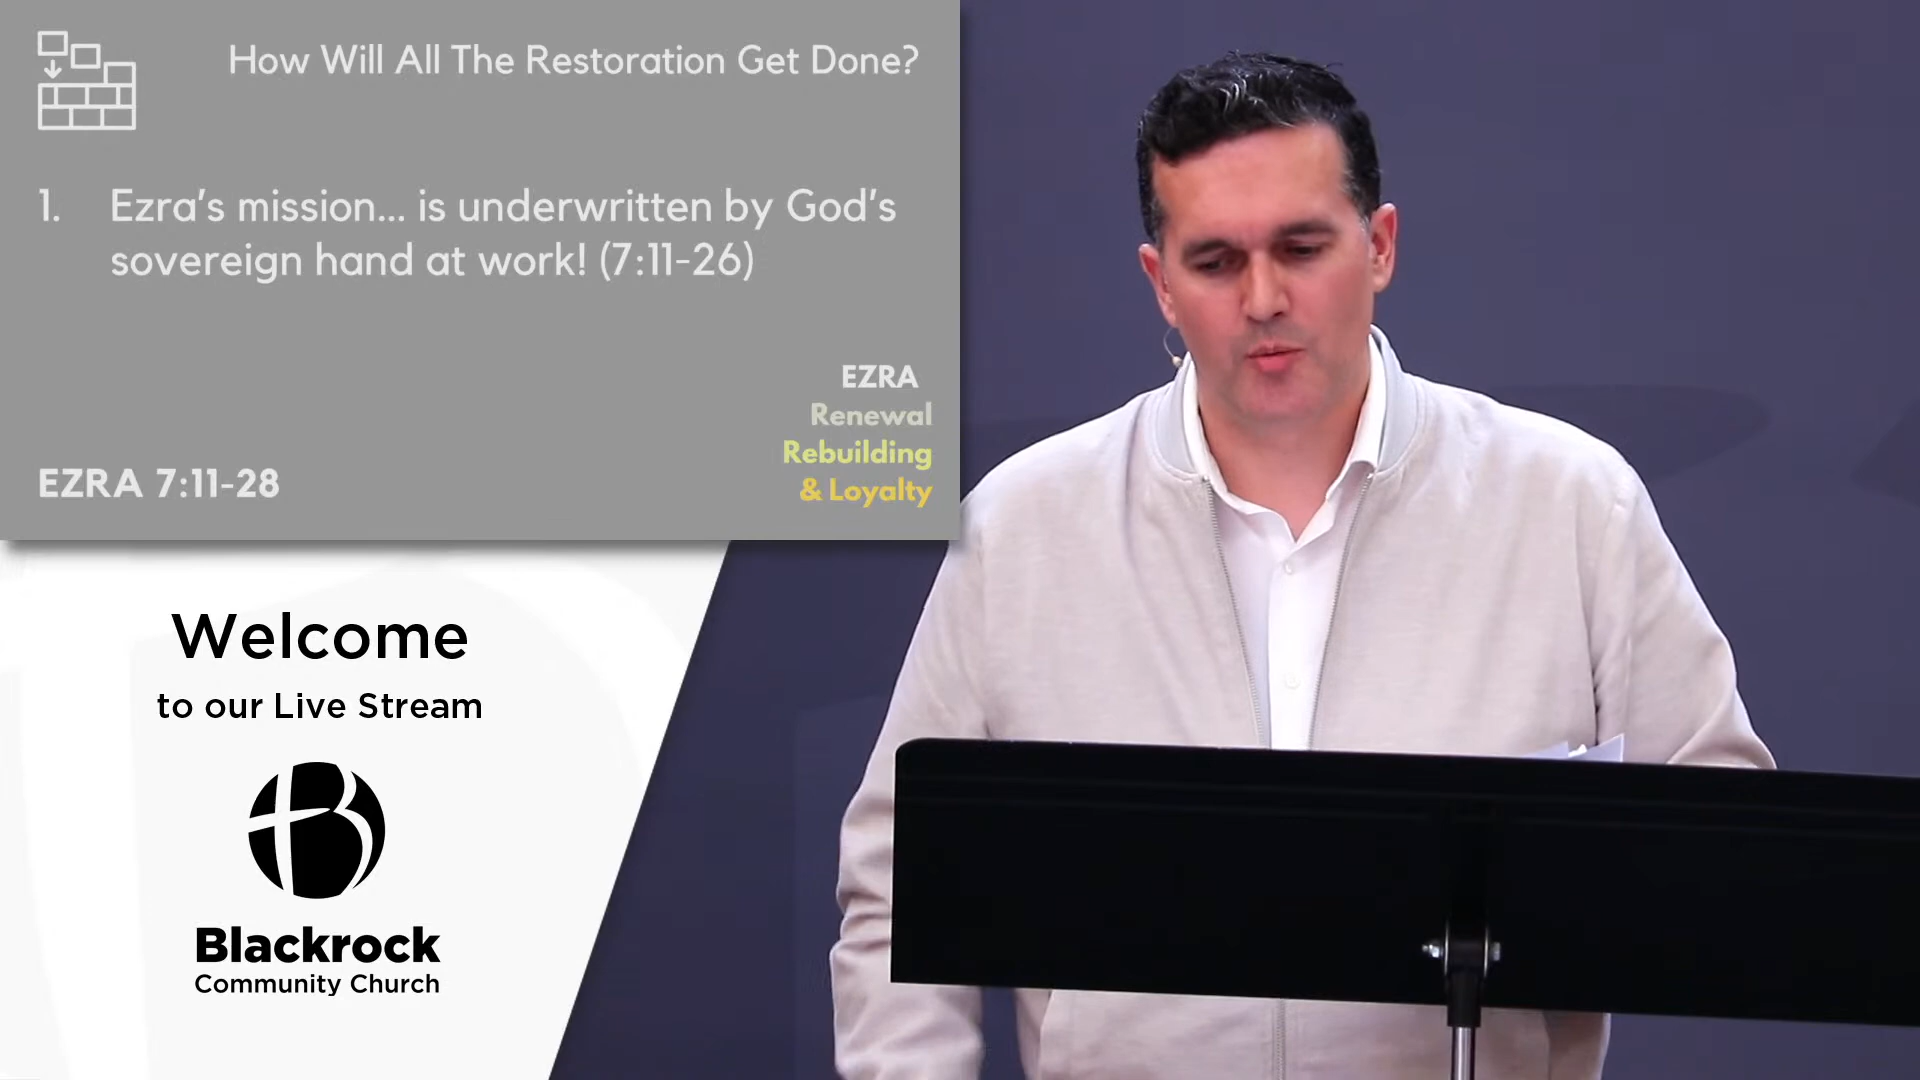 How Will All The Restoration Get Done?
1. Ezra's mission... is underwritten by God's
sovereign hand at work! (7:11-26)
EZRA
Renewal
Rebuilding
& Loyalty
EZRA 7:11-28
Welcome
to our Live Stream
B
Blackrock
Community Church